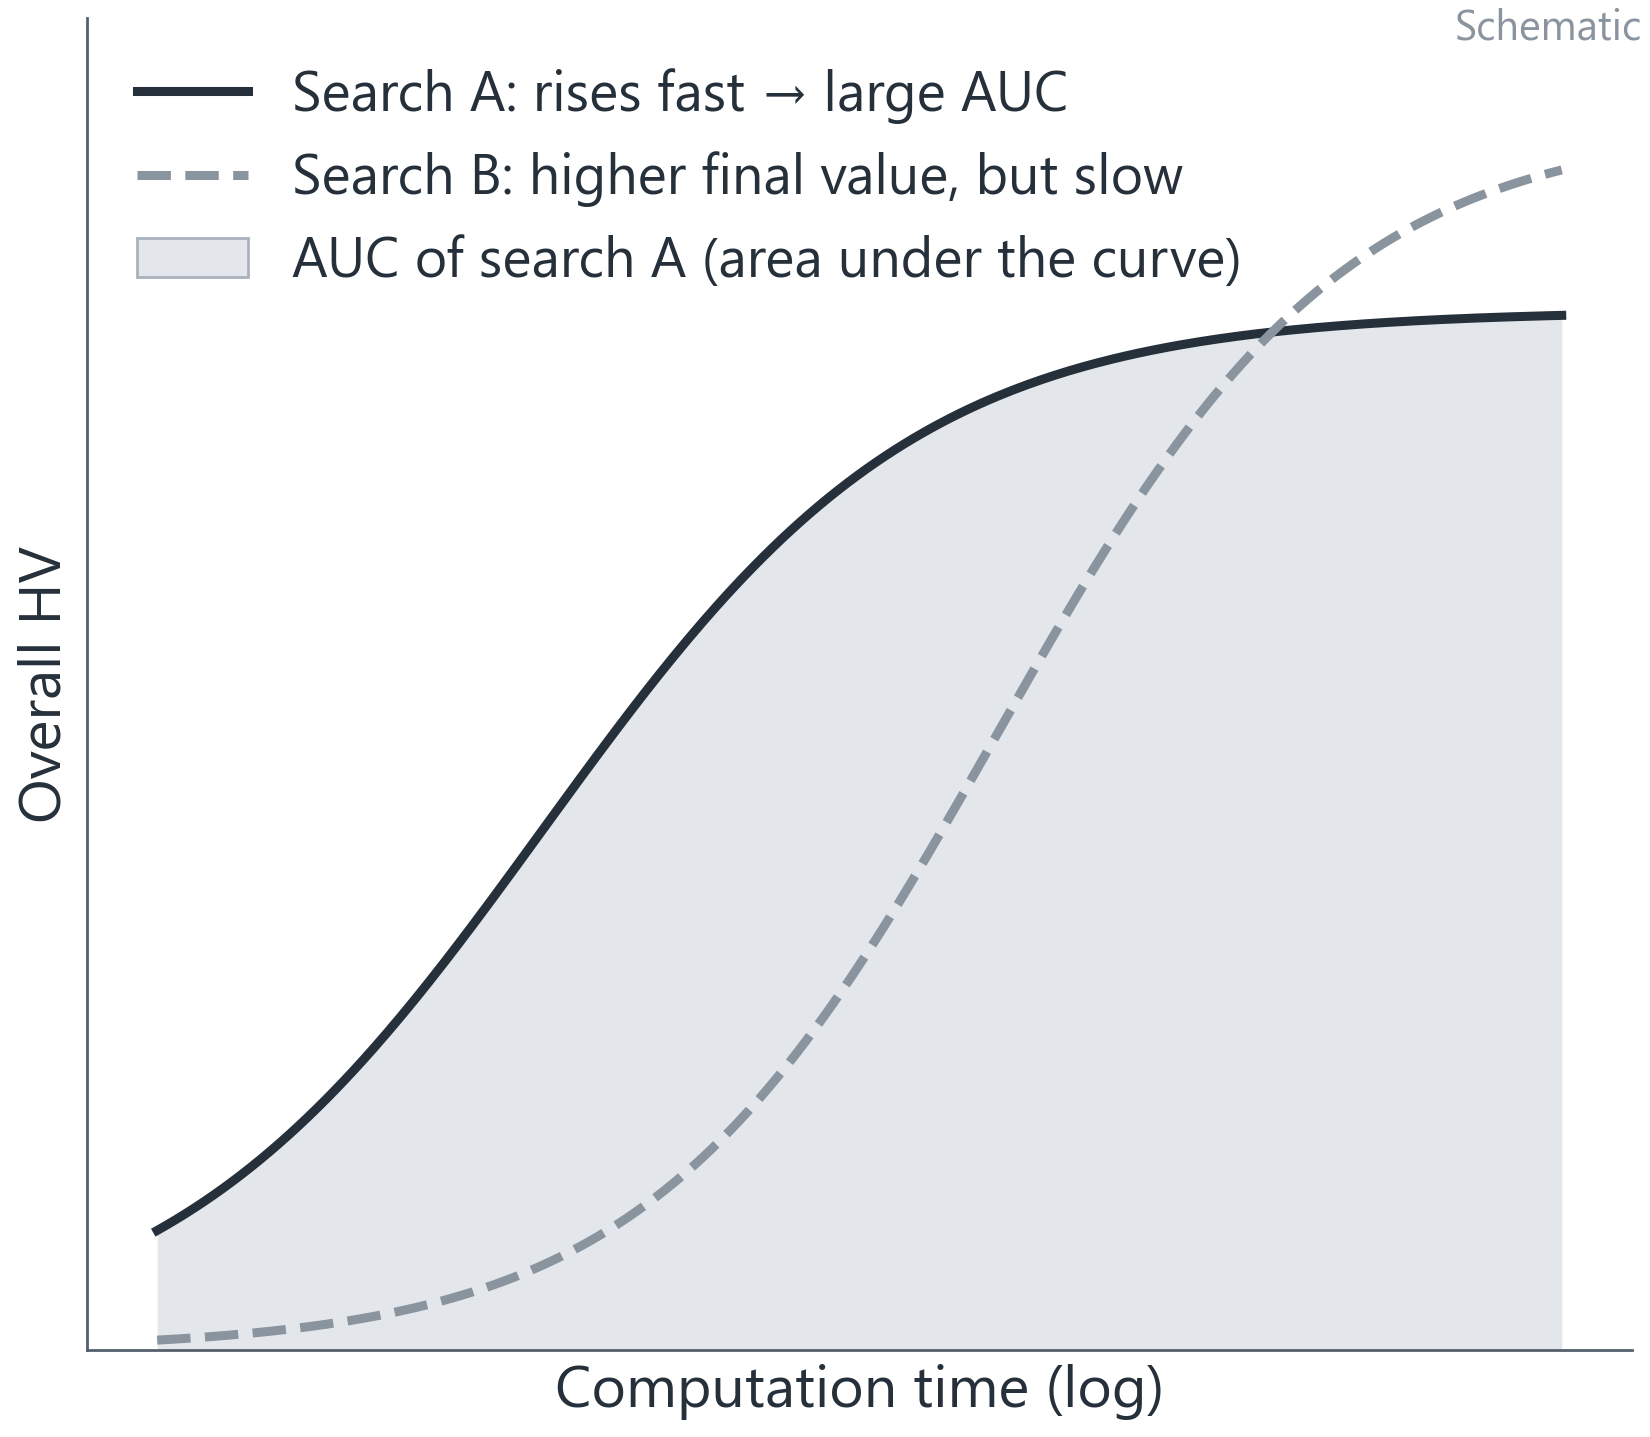 Schematic
Search A: rises fast → large AUC
Search B: higher final value, but slow
AUC of search A (area under the curve)
Overall HV
Computation time (log)